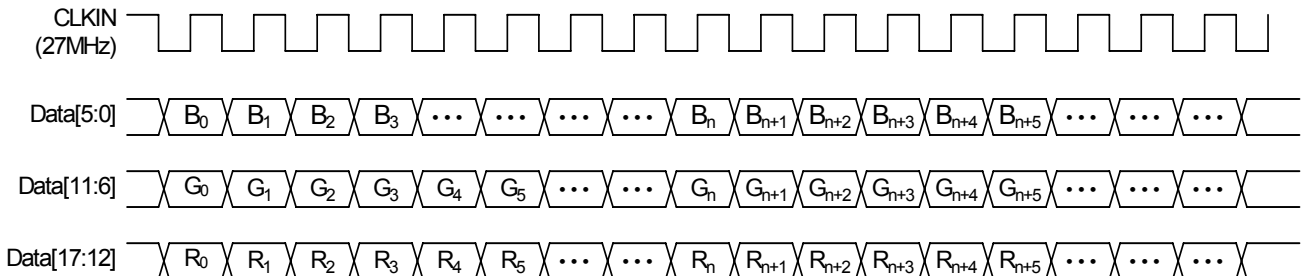 CLKIN
(27MHz)
Data[5:0] B0 B1 B2 B3 ... ... ... ... Bn Bn+1 Bn+2 Bn+3 Bn+4 Bn+5 ... ... ...
Data[11:6] G0 G1 G2 G3 G4 G5 ... ... Gn Gn+1 Gn+2 Gn+3 Gn+4 Gn+5 ... ... ...
Data[17:12] R0 R1 R2 R3 R4 R5 ... ... Rn Rn+1 Rn+2 Rn+3 Rn+4 Rn+5 ... ... ...